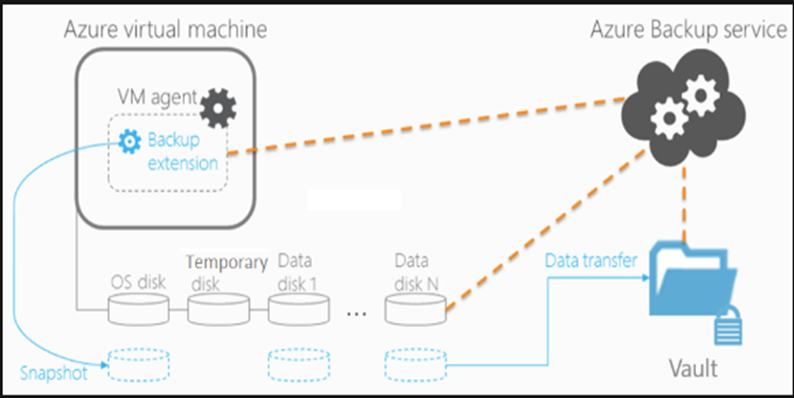 Azure virtual machine
Azure Backup service
VM agent
Backup
extension
OS disk
Temporary
disk
Data
disk 1
...
Data
disk N
Data transfer
Snapshot
Vault